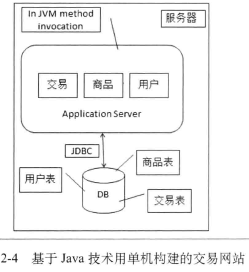 In JVM method
invocation
服务器
交易
商品
用户
Application Server
JDBC
商品表
用户表
DB
交易表
2-4 基于 Java 技术用单机构建的交易网站